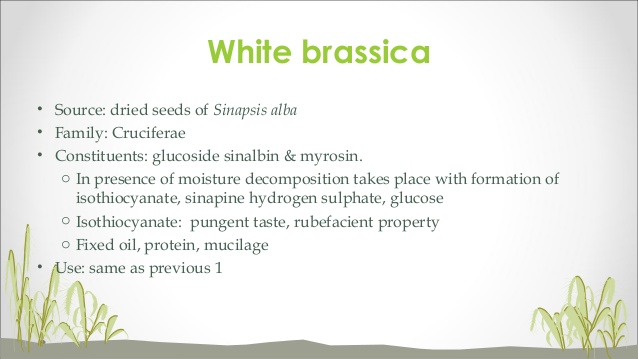 White brassica
• Source: dried seeds of Sinapsis alba
• Family: Cruciferae
• Constituents: glucoside sinalbin & myrosin.
○ In presence of moisture decomposition takes place with formation of
isothiocyanate, sinapine hydrogen sulphate, glucose
○ Isothiocyanate: pungent taste, rubefacient property
○ Fixed oil, protein, mucilage
• Use: same as previous 1